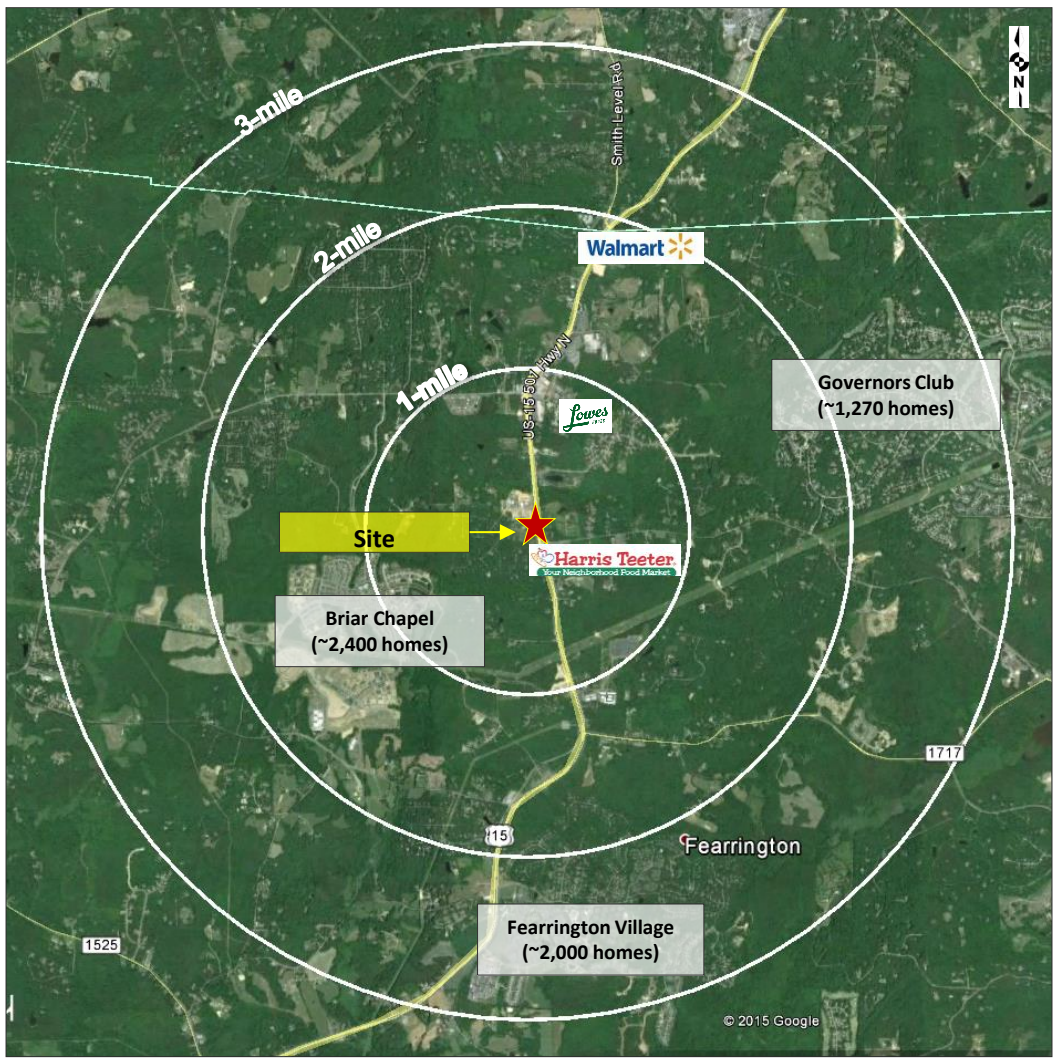 N
Smith Level Rd
3-mile
2-mile
Walmart
US-15 501 Hwy N
1-mile
Governors Club
(~1,270 homes)
Lowes
Site
Harris Teeter
Your Neighborhood Food Market
Briar Chapel
(~2,400 homes)
1717
15
Fearrington
Fearrington Village
(~2,000 homes)
1525
© 2015 Google